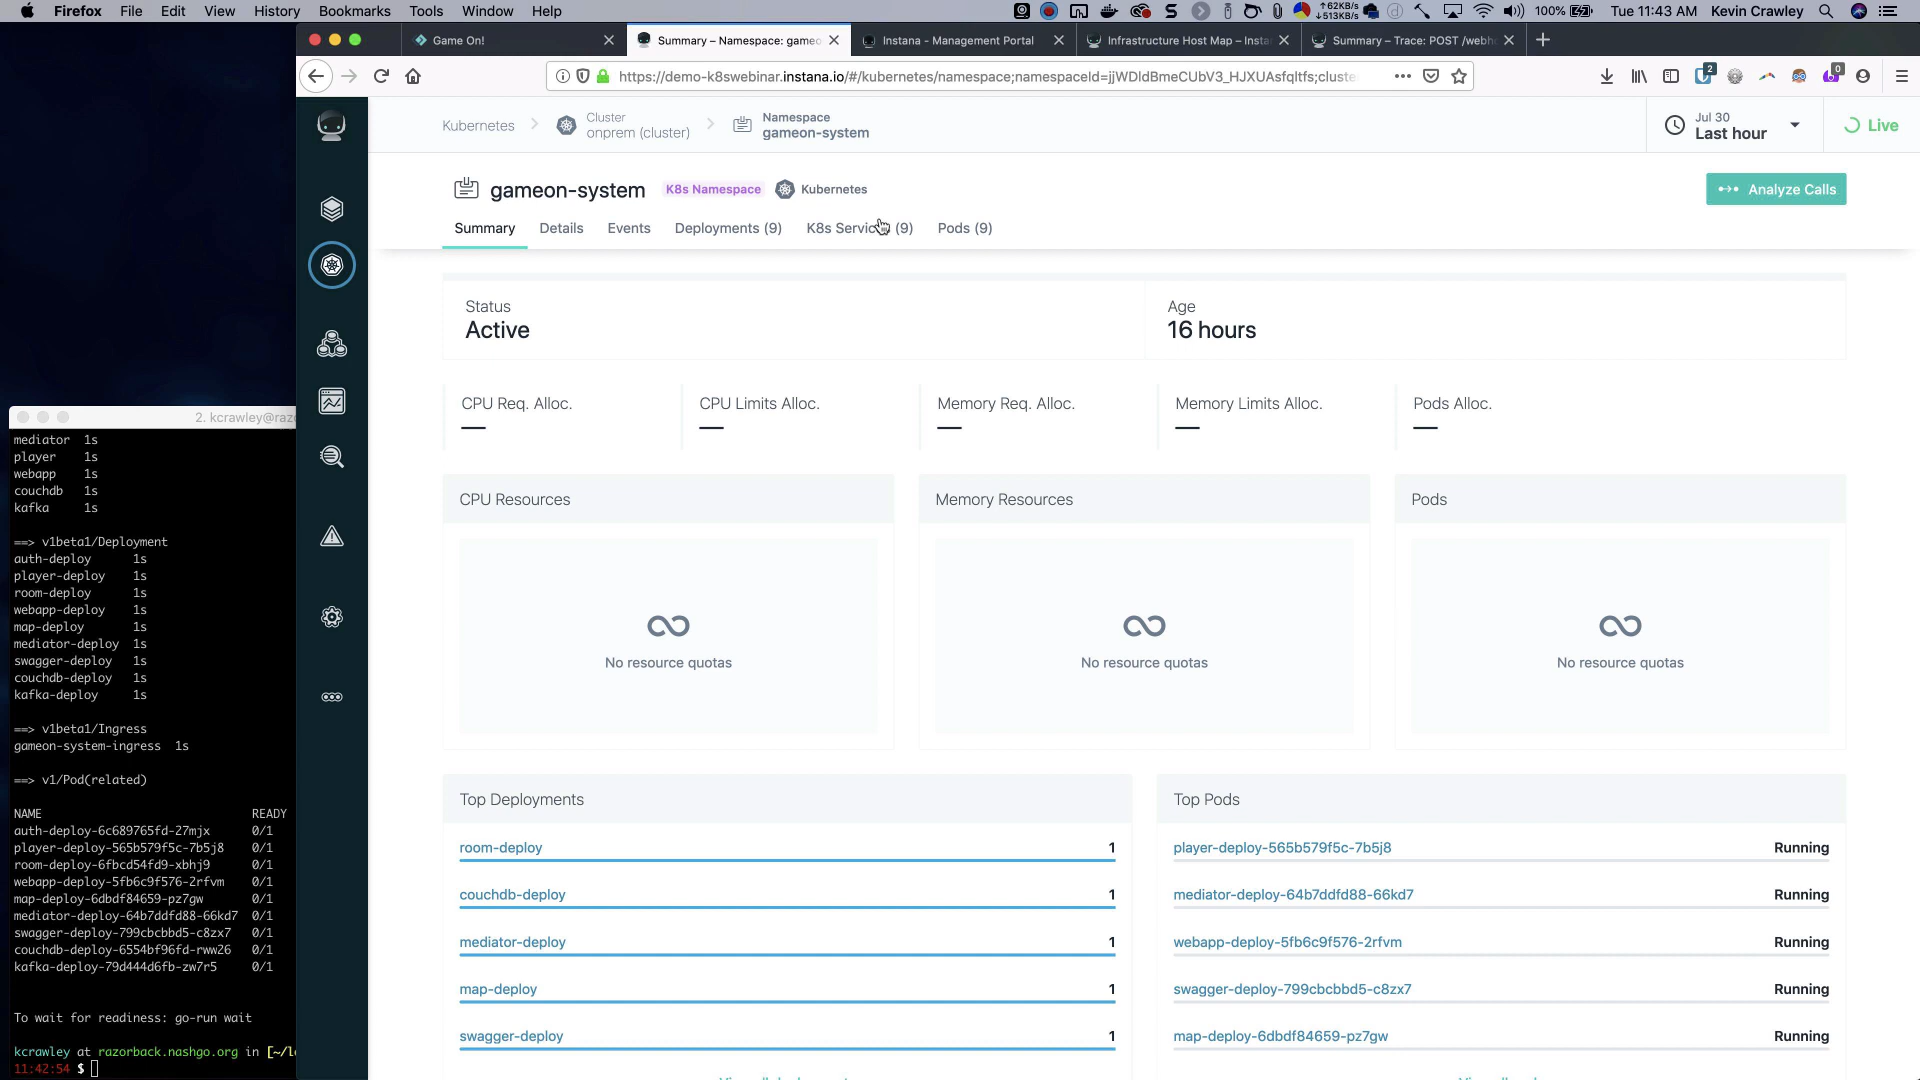 Firefox File Edit View History Bookmarks Tools Window Help
↑62KB/s
↓513KB/s
100% Tue 11:43 AM Kevin Crawley
Game On!
Summary – Namespace: gameo
Instana - Management Portal
Infrastructure Host Map – Insta
Summary – Trace: POST /webh
https://demo-k8swebinar.instana.io/#/kubernetes/namespace;namespaceId=jjWDldBmeCUbV3_HJXUAsfqltfs;cluste
2
0
Kubernetes
Cluster
onprem (cluster)
Namespace
gameon-system
Jul 30
Last hour
Live
gameon-system K8s Namespace Kubernetes
Analyze Calls
Summary Details Events Deployments (9) K8s Servic (9) Pods (9)
Status
Active
Age
16 hours
CPU Req. Alloc.
—
CPU Limits Alloc.
—
Memory Req. Alloc.
—
Memory Limits Alloc.
—
Pods Alloc.
—
CPU Resources
No resource quotas
Memory Resources
No resource quotas
Pods
No resource quotas
Top Deployments
room-deploy 1
couchdb-deploy 1
mediator-deploy 1
map-deploy 1
swagger-deploy 1
Top Pods
player-deploy-565b579f5c-7b5j8 Running
mediator-deploy-64b7ddfd88-66kd7 Running
webapp-deploy-5fb6c9f576-2rfvm Running
swagger-deploy-799cbcbbd5-c8zx7 Running
map-deploy-6dbdf84659-pz7gw Running
2. kcrawley@razo
mediator 1s
player 1s
webapp 1s
couchdb 1s
kafka 1s
==> v1beta1/Deployment
auth-deploy 1s
player-deploy 1s
room-deploy 1s
webapp-deploy 1s
map-deploy 1s
mediator-deploy 1s
swagger-deploy 1s
couchdb-deploy 1s
kafka-deploy 1s
==> v1beta1/Ingress
gameon-system-ingress 1s
==> v1/Pod(related)
NAME READY
auth-deploy-6c689765fd-27mjx 0/1
player-deploy-565b579f5c-7b5j8 0/1
room-deploy-6fbcd54fd9-xbhj9 0/1
webapp-deploy-5fb6c9f576-2rfvm 0/1
map-deploy-6dbdf84659-pz7gw 0/1
mediator-deploy-64b7ddfd88-66kd7 0/1
swagger-deploy-799cbcbbd5-c8zx7 0/1
couchdb-deploy-6554bf96fd-rww26 0/1
kafka-deploy-79d444d6fb-zw7r5 0/1
To wait for readiness: go-run wait
kcrawley at razorback.nashgo.org in [~/lo
11:42:54 $